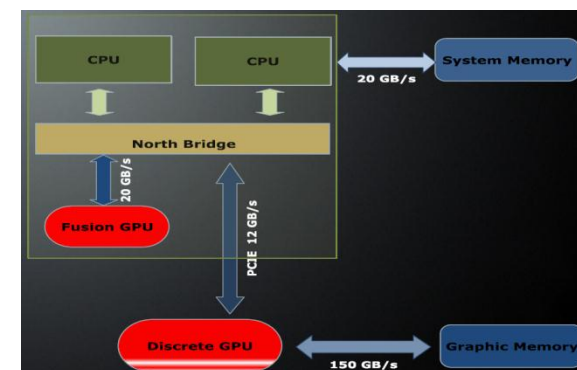 CPU
CPU
System Memory
20 GB/s
North Bridge
20 GB/s
Fusion GPU
PCIE 12 GB/s
Discrete GPU
Graphic Memory
150 GB/s